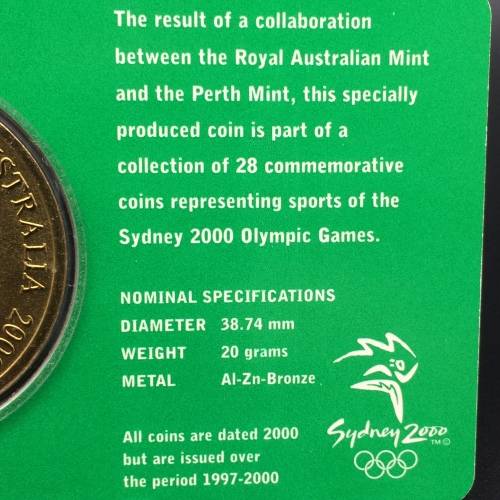 The result of a collaboration
between the Royal Australian Mint
and the Perth Mint, this specially
produced coin is part of a
collection of 28 commemorative
coins representing sports of the
Sydney 2000 Olympic Games.
NOMINAL SPECIFICATIONS
DIAMETER 38.74 mm
WEIGHT 20 grams
METAL Al-Zn-Bronze
All coins are dated 2000
but are issued over
the period 1997-2000
Sydney 2000 TM ©
STRALIA 200